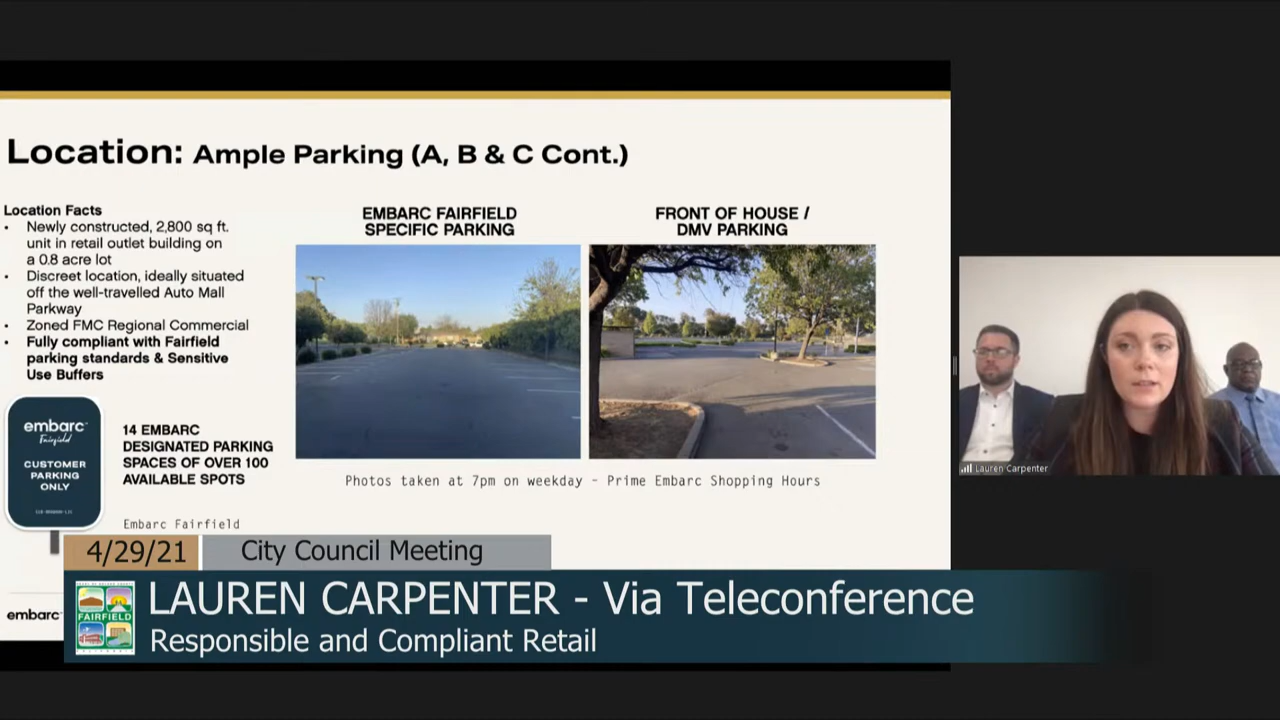 Location: Ample Parking (A, B & C Cont.)
Location Facts
• Newly constructed, 2,800 sq ft.
unit in retail outlet building on
a 0.8 acre lot
• Discreet location, ideally situated
off the well-travelled Auto Mall
Parkway
• Zoned FMC Regional Commercial
• Fully compliant with Fairfield
parking standards & Sensitive
Use Buffers
EMBARC FAIRFIELD
SPECIFIC PARKING
FRONT OF HOUSE /
DMV PARKING
embarc
Fairfield
CUSTOMER
PARKING
ONLY
14 EMBARC
DESIGNATED PARKING
SPACES OF OVER 100
AVAILABLE SPOTS
Photos taken at 7pm on weekday - Prime Embarc Shopping Hours
Embarc Fairfield
Lauren Carpenter
4/29/21
City Council Meeting
embarc
FAIRFIELD
LAUREN CARPENTER - Via Teleconference
Responsible and Compliant Retail